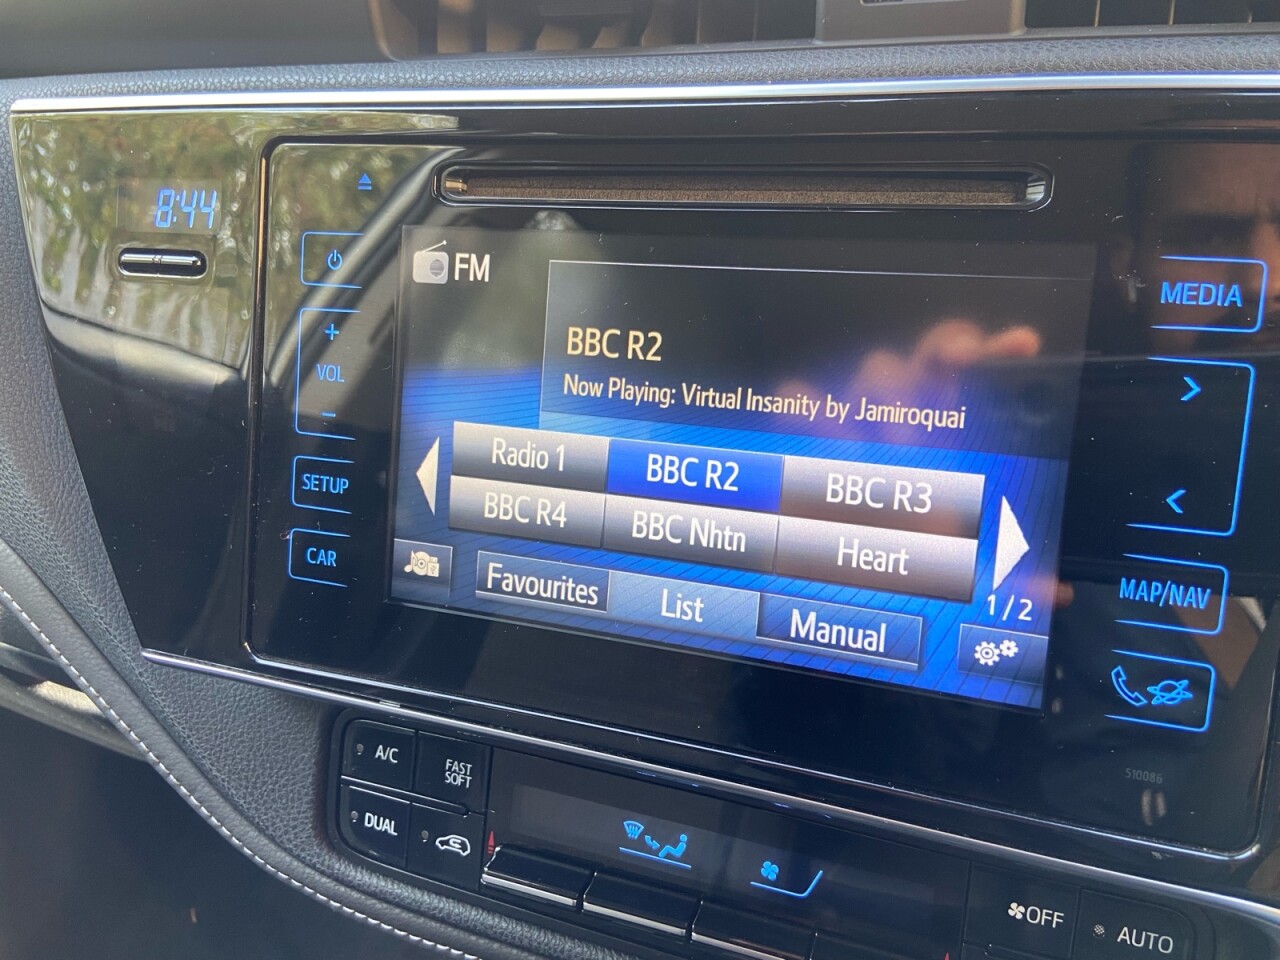 8:44
FM
MEDIA
+
VOL
-
SETUP
CAR
BBC R2
Now Playing: Virtual Insanity by Jamiroquai
Radio 1
BBC R2
BBC R3
BBC R4
BBC Nhtn
Heart
Favourites
List
Manual
1/2
MAP/NAV
510086
A/C
FAST
SOFT
DUAL
OFF
AUTO